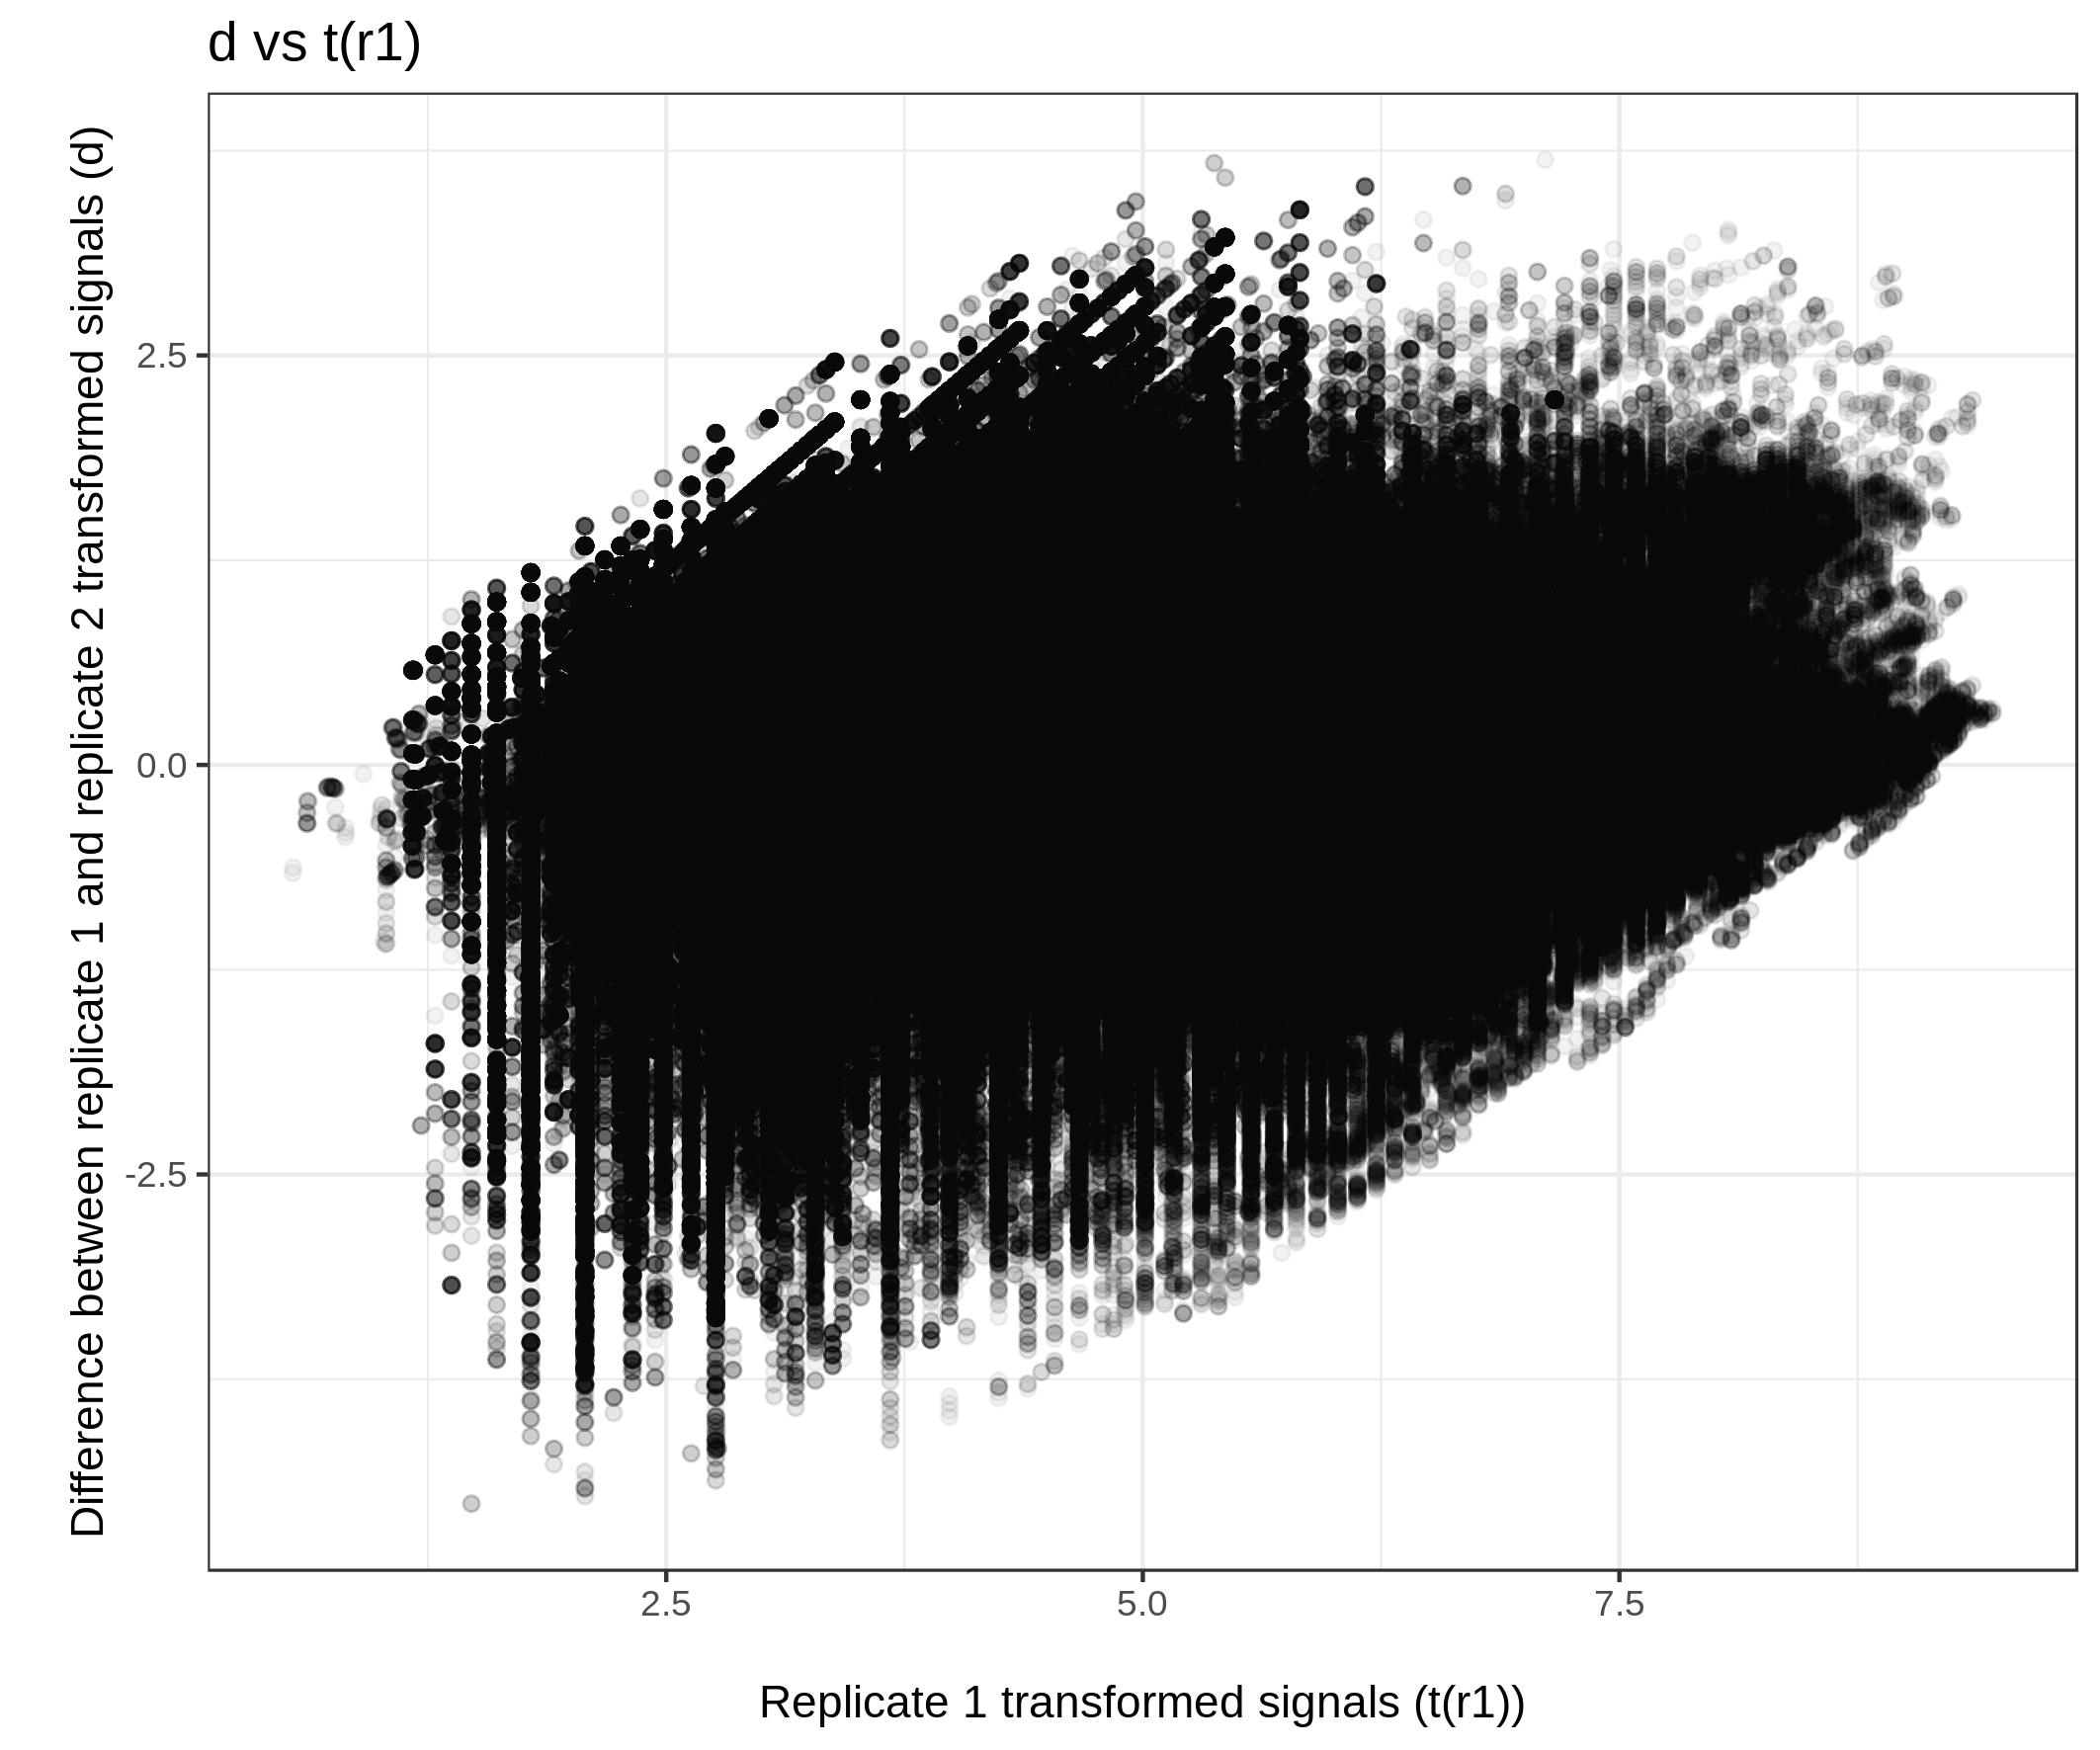 d vs t(r1)
Difference between replicate 1 and replicate 2 transformed signals (d)
2.5
0.0
-2.5
2.5 5.0 7.5
Replicate 1 transformed signals (t(r1))